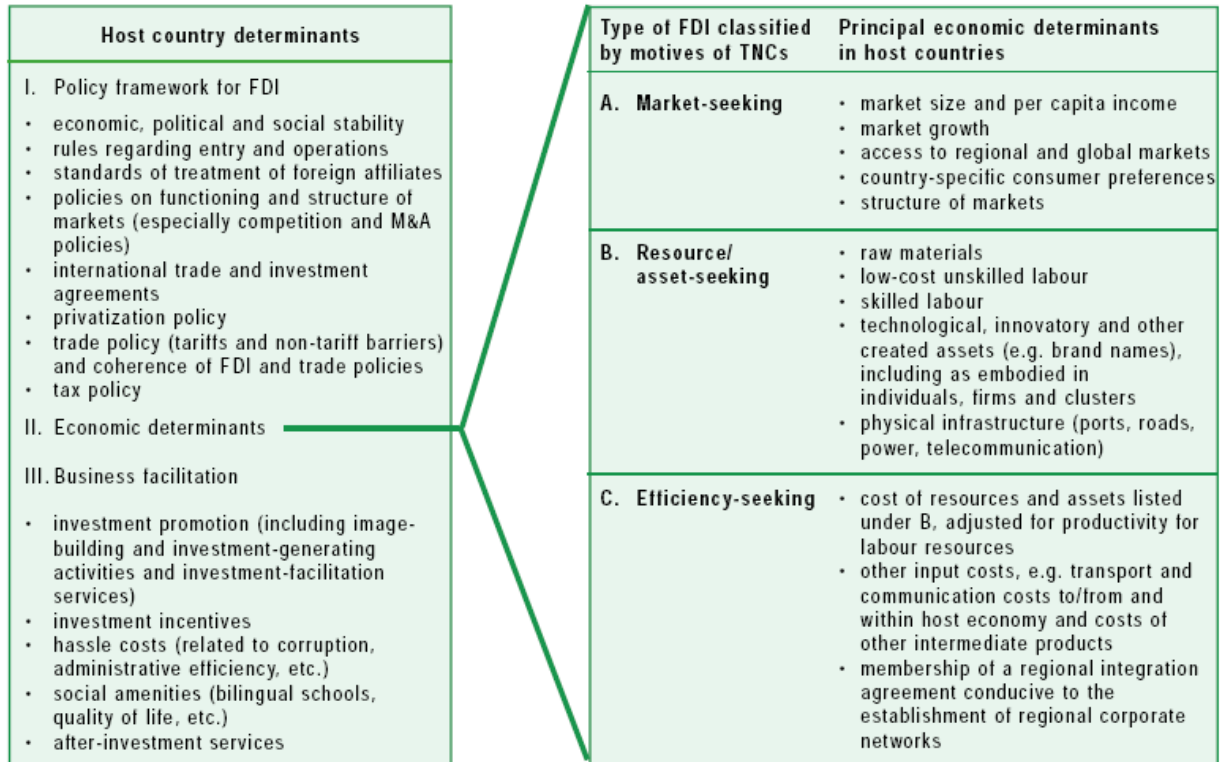 Host country determinants
I. Policy framework for FDI
• economic, political and social stability
• rules regarding entry and operations
• standards of treatment of foreign affiliates
• policies on functioning and structure of
markets (especially competition and M&A
policies)
• international trade and investment
agreements
• privatization policy
• trade policy (tariffs and non-tariff barriers)
and coherence of FDI and trade policies
• tax policy
II. Economic determinants
III. Business facilitation
• investment promotion (including image-
building and investment-generating
activities and investment-facilitation
services)
• investment incentives
• hassle costs (related to corruption,
administrative efficiency, etc.)
• social amenities (bilingual schools,
quality of life, etc.)
• after-investment services
Type of FDI classified
by motives of TNCs
Principal economic determinants
in host countries
A. Market-seeking
• market size and per capita income
• market growth
• access to regional and global markets
• country-specific consumer preferences
• structure of markets
B. Resource/
asset-seeking
• raw materials
• low-cost unskilled labour
• skilled labour
• technological, innovatory and other
created assets (e.g. brand names),
including as embodied in
individuals, firms and clusters
• physical infrastructure (ports, roads,
power, telecommunication)
C. Efficiency-seeking
• cost of resources and assets listed
under B, adjusted for productivity for
labour resources
• other input costs, e.g. transport and
communication costs to/from and
within host economy and costs of
other intermediate products
• membership of a regional integration
agreement conducive to the
establishment of regional corporate
networks